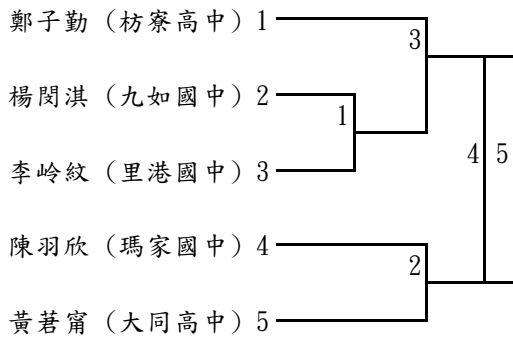 鄭子勤（枋寮高中）1
3
楊閔淇（九如國中）2
1
李岭紋（里港國中）3
4 5
陳羽欣（瑪家國中）4
2
黃莙甯（大同高中）5